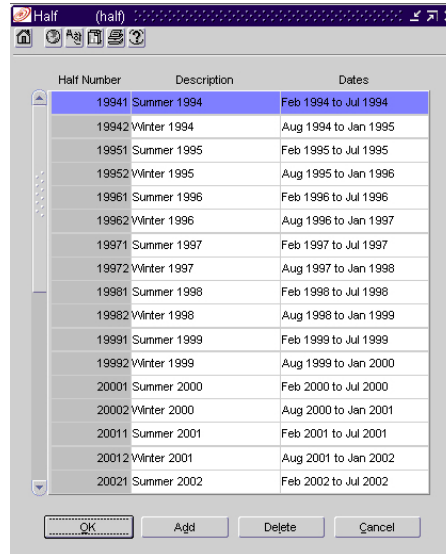 Half (half)
Half Number Description Dates
19941 Summer 1994 Feb 1994 to Jul 1994
19942 Winter 1994 Aug 1994 to Jan 1995
19951 Summer 1995 Feb 1995 to Jul 1995
19952 Winter 1995 Aug 1995 to Jan 1996
19961 Summer 1996 Feb 1996 to Jul 1996
19962 Winter 1996 Aug 1996 to Jan 1997
19971 Summer 1997 Feb 1997 to Jul 1997
19972 Winter 1997 Aug 1997 to Jan 1998
19981 Summer 1998 Feb 1998 to Jul 1998
19982 Winter 1998 Aug 1998 to Jan 1999
19991 Summer 1999 Feb 1999 to Jul 1999
19992 Winter 1999 Aug 1999 to Jan 2000
20001 Summer 2000 Feb 2000 to Jul 2000
20002 Winter 2000 Aug 2000 to Jan 2001
20011 Summer 2001 Feb 2001 to Jul 2001
20012 Winter 2001 Aug 2001 to Jan 2002
20021 Summer 2002 Feb 2002 to Jul 2002
OK Add Delete Cancel